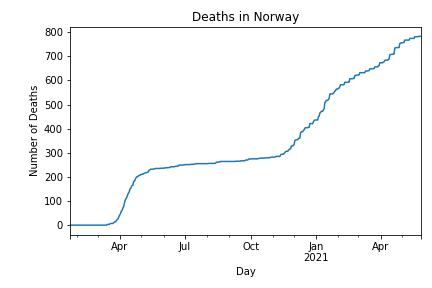 Deaths in Norway
800
700
600
500
400
300
200
100
0
Number of Deaths
Apr
Jul
Oct
Jan
2021
Apr
Day